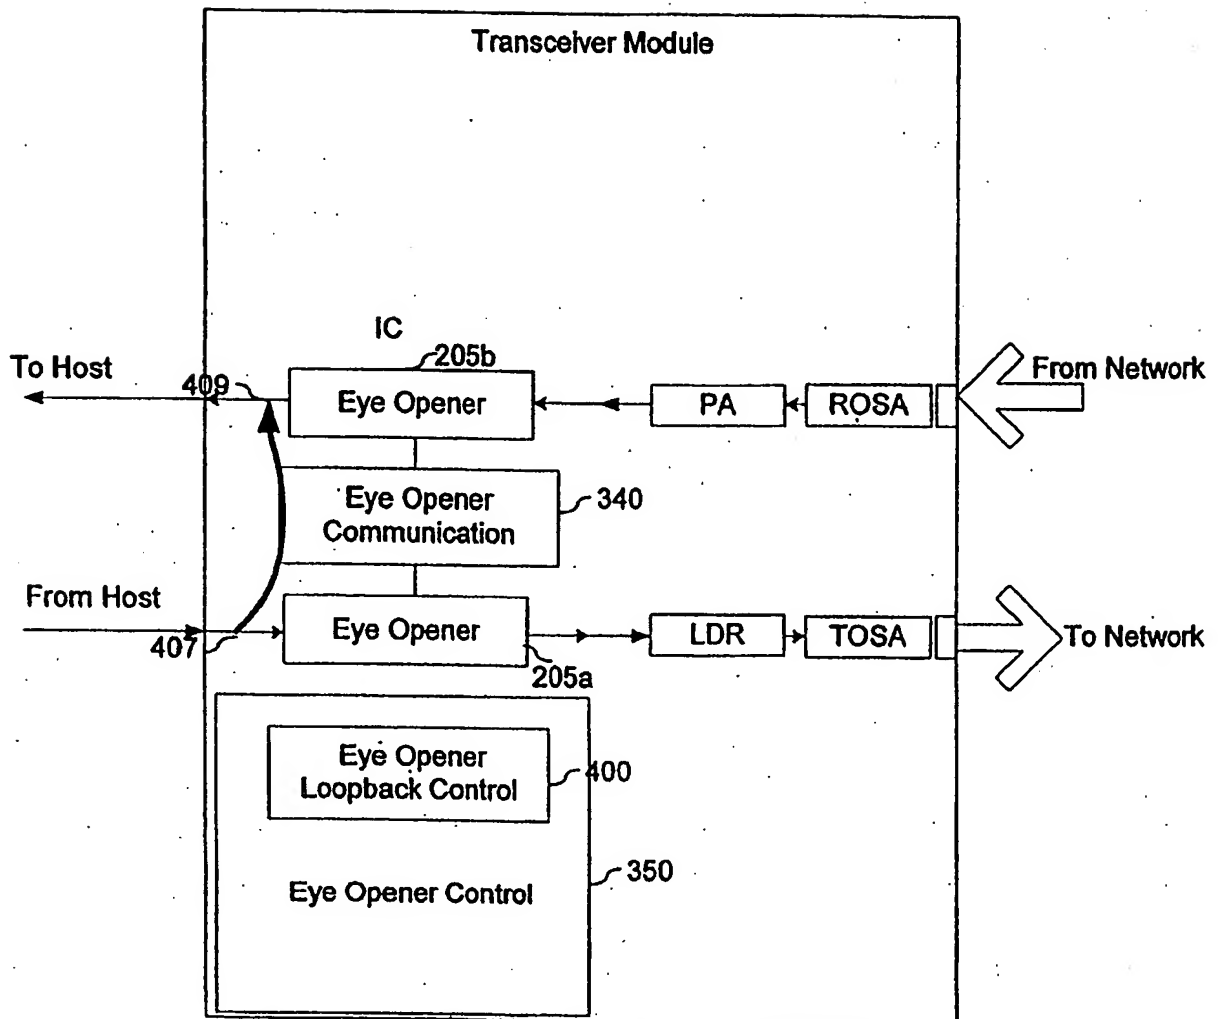 Transceiver Module
IC
205b
To Host
409
Eye Opener
PA
ROSA
From Network
Eye Opener
Communication
340
From Host
407
Eye Opener
205a
LDR
TOSA
To Network
Eye Opener
Loopback Control
400
Eye Opener Control
350